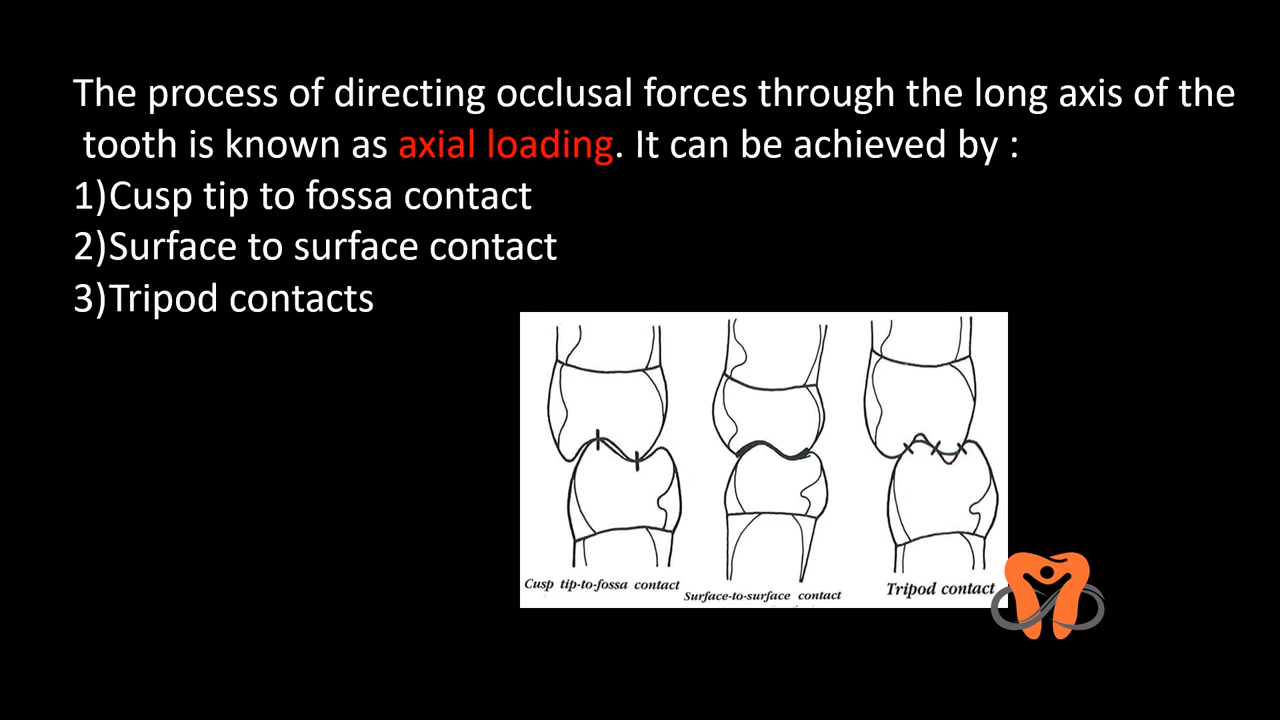 The process of directing occlusal forces through the long axis of the
tooth is known as axial loading. It can be achieved by :
1)Cusp tip to fossa contact
2)Surface to surface contact
3)Tripod contacts
Cusp tip-to-fossa contact
Surface-to-surface contact
Tripod contact